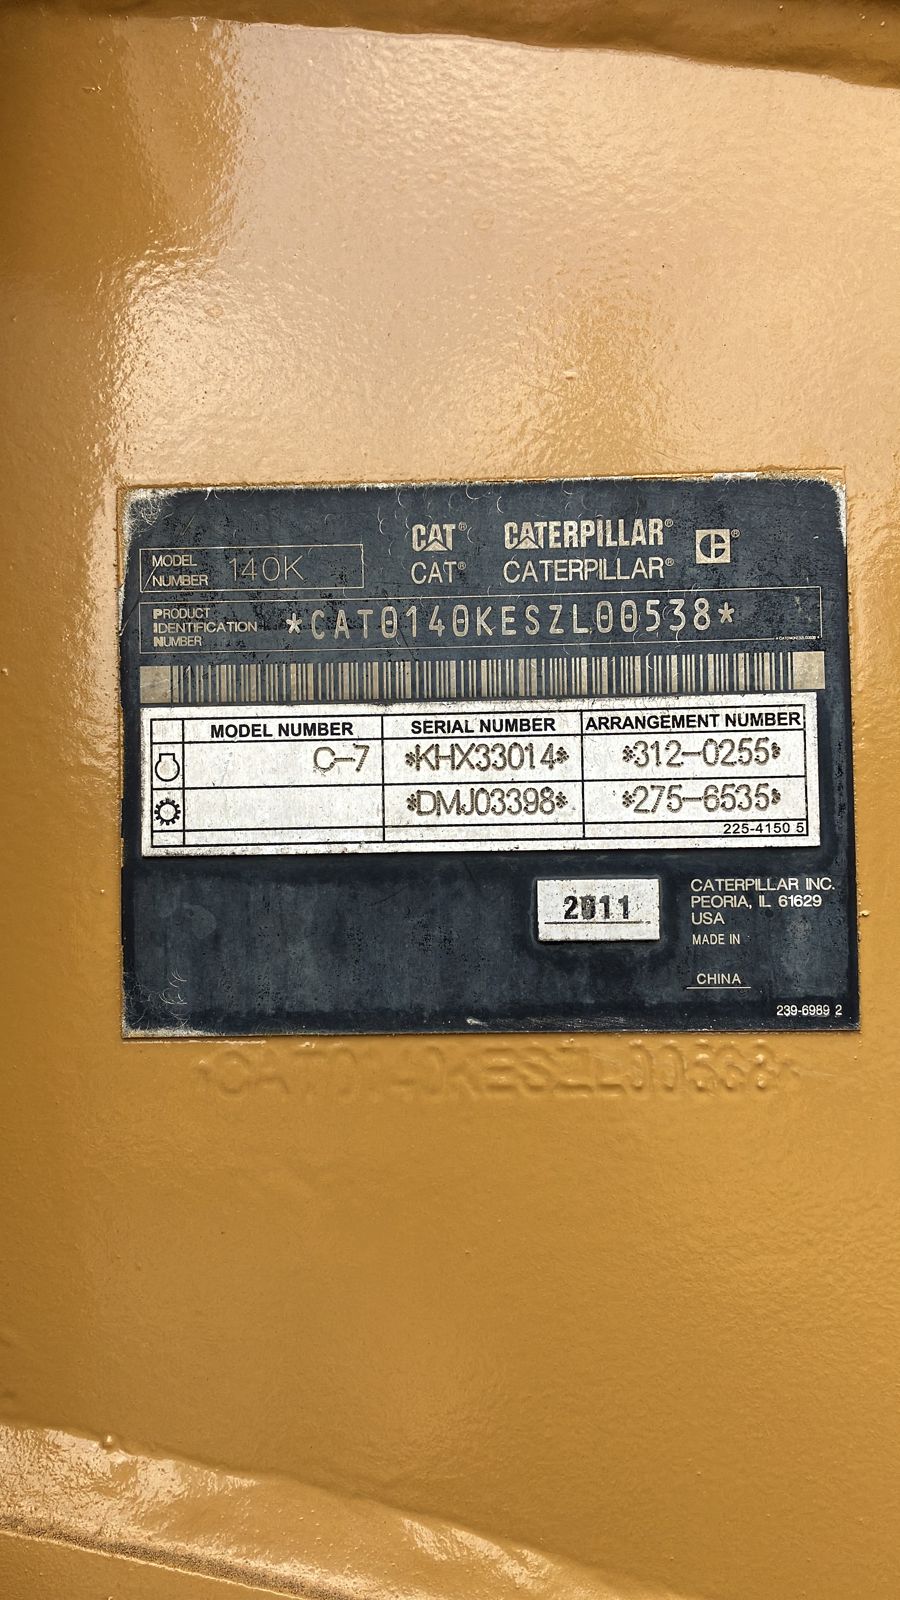 CAT® CATERPILLAR®
CAT® CATERPILLAR®
MODEL NUMBER 140K
PRODUCT IDENTIFICATION NUMBER *CAT0140KESZL00538*
MODEL NUMBER SERIAL NUMBER ARRANGEMENT NUMBER
C-7 *KHX33014* *312-0255*
*DMJ03398* *275-6535*
225-4150 5
2011
CATERPILLAR INC.
PEORIA, IL 61629
USA
MADE IN
CHINA
239-6989 2